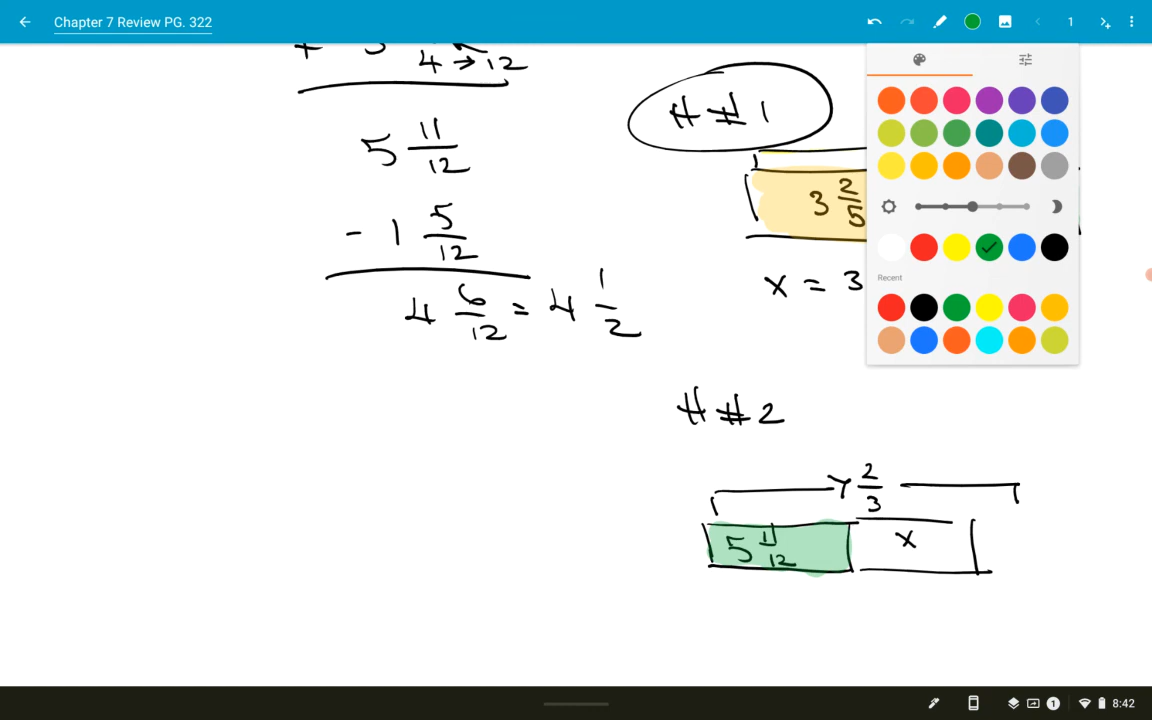 Chapter 7 Review PG. 322
1
4 → 12
# #1
5 11/12
3 2/5
- 1 5/12
x = 3
4 6/12 = 4 1/2
Recent
# #2
7 2/3
5 11/12
x
1
8:42